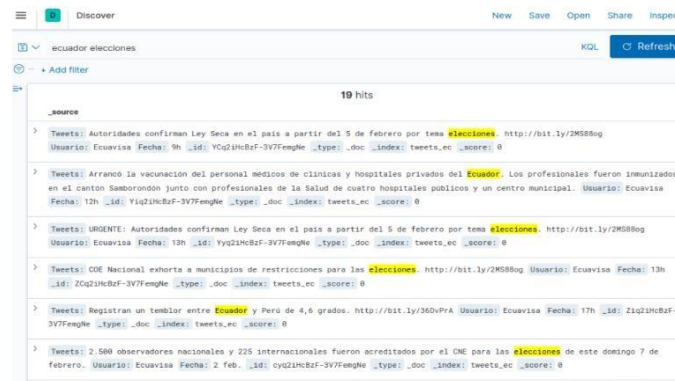 D Discover New Save Open Share Inspe
ecuador elecciones KQL Refresh
+ Add filter
19 hits
_source
Tweets: Autoridades confirman Ley Seca en el país a partir del 5 de febrero por tema elecciones. http://bit.ly/2MS88og
Usuario: Ecuavisa Fecha: 9h _id: YCq2iHcBzF-3V7FemgNe _type: _doc _index: tweets_ec _score: 0
Tweets: Arrancó la vacunación del personal médicos de clínicas y hospitales privados del Ecuador. Los profesionales fueron inmunizados
en el cantón Samborondón junto con profesionales de la Salud de cuatro hospitales públicos y un centro municipal. Usuario: Ecuavisa
Fecha: 12h _id: Yiq2iHcBzF-3V7FemgNe _type: _doc _index: tweets_ec _score: 0
Tweets: URGENTE: Autoridades confirman Ley Seca en el país a partir del 5 de febrero por tema elecciones. http://bit.ly/2MS88og
Usuario: Ecuavisa Fecha: 13h _id: Yyq2iHcBzF-3V7FemgNe _type: _doc _index: tweets_ec _score: 0
Tweets: COE Nacional exhorta a municipios de restricciones para las elecciones. http://bit.ly/2MS88og Usuario: Ecuavisa Fecha: 13h
_id: ZCq2iHcBzF-3V7FemgNe _type: _doc _index: tweets_ec _score: 0
Tweets: Registran un temblor entre Ecuador y Perú de 4,6 grados. http://bit.ly/36DvPrA Usuario: Ecuavisa Fecha: 17h _id: Ziq2iHcBzF-
3V7FemgNe _type: _doc _index: tweets_ec _score: 0
Tweets: 2.500 observadores nacionales y 225 internacionales fueron acreditados por el CNE para las elecciones de este domingo 7 de
febrero. Usuario: Ecuavisa Fecha: 2 feb. _id: cyq2iHcBzF-3V7FemgNe _type: _doc _index: tweets_ec _score: 0